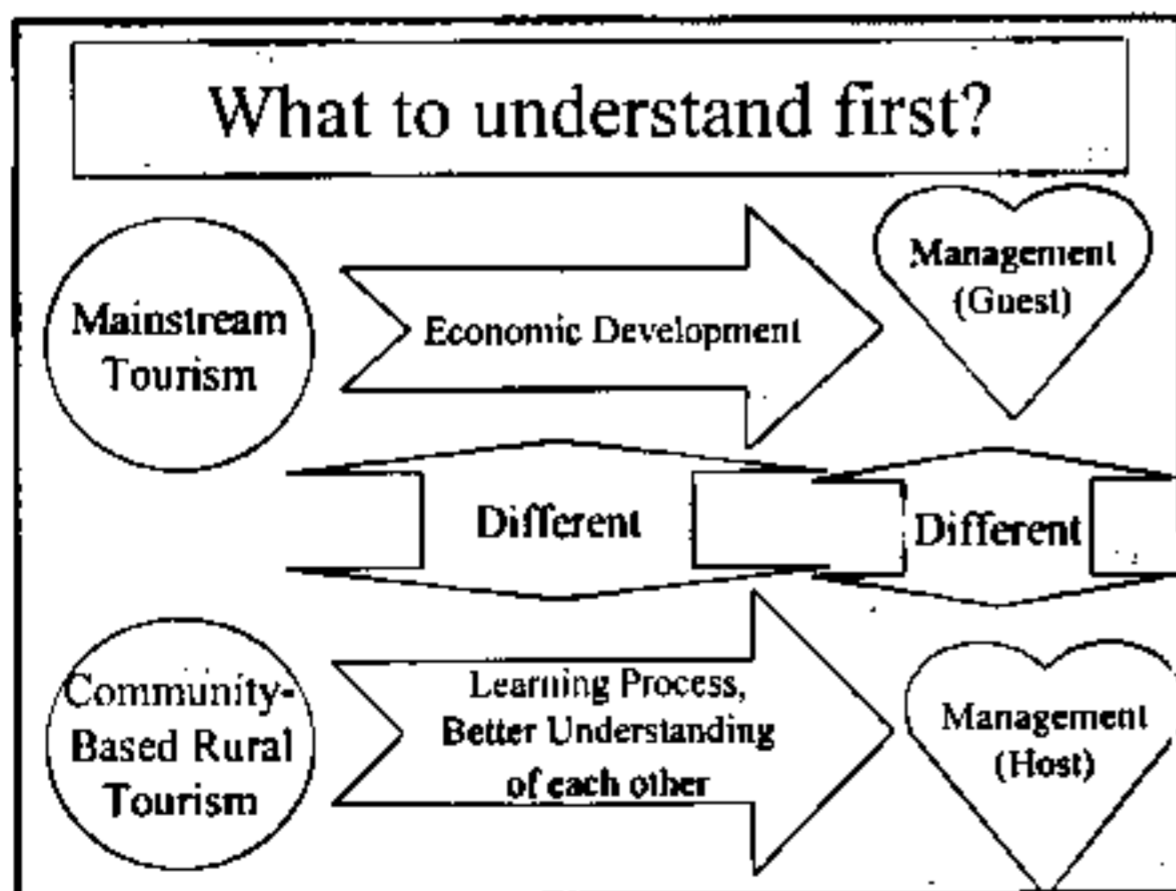 What to understand first?
Mainstream
Tourism
Economic Development
Management
(Guest)
Different
Different
Community-
Based Rural
Tourism
Learning Process,
Better Understanding
of each other
Management
(Host)